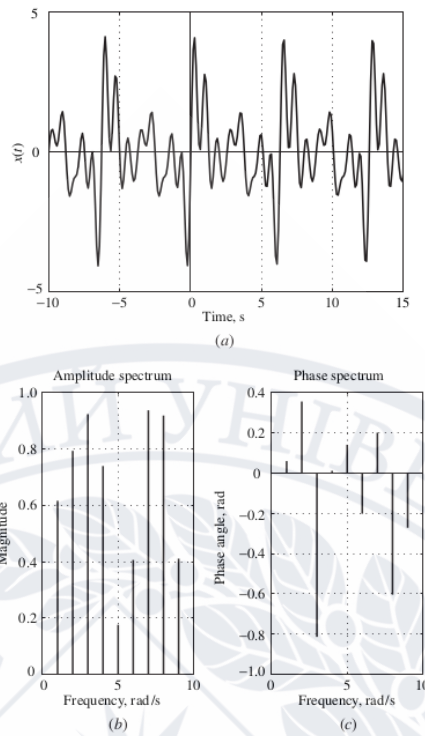 5
x(t)
0
−5
−10
−5
0
5
10
15
Time, s
(a)
Amplitude spectrum
1.0
0.8
0.6
0.4
0.2
0
Magnitude
0
5
10
Frequency, rad/s
(b)
Phase spectrum
0.4
0.2
0
−0.2
−0.4
−0.6
−0.8
−1.0
Phase angle, rad
0
5
10
Frequency, rad/s
(c)